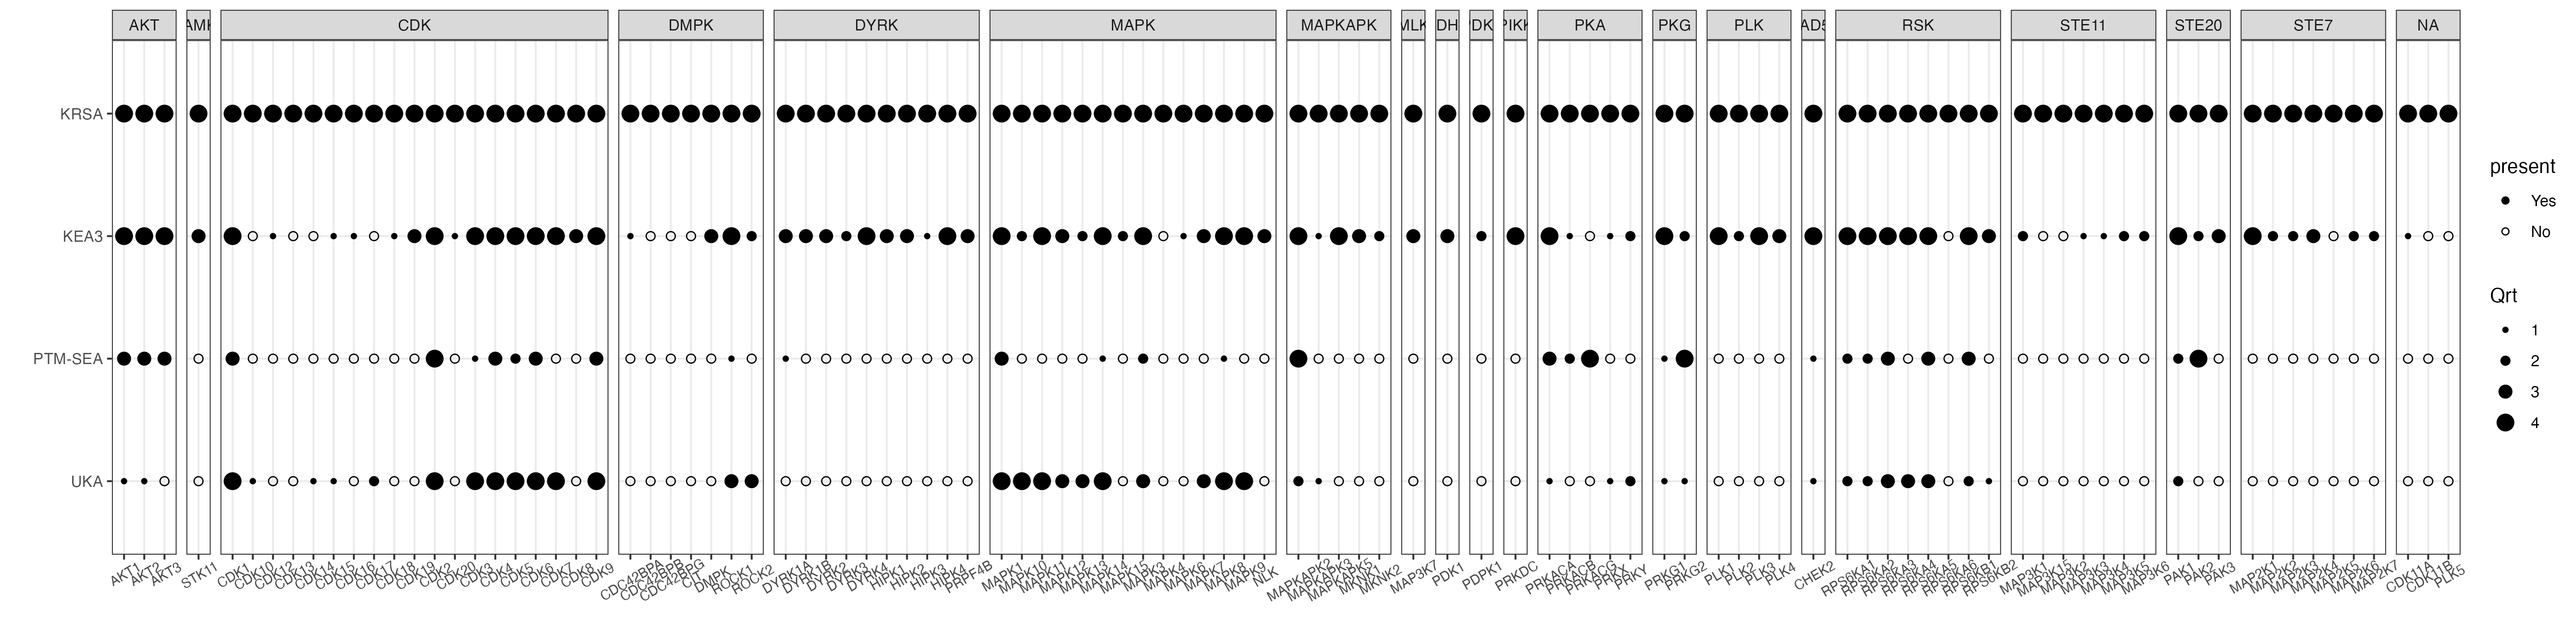 AKT AMK CDK DMPK DYRK MAPK MAPKAPK MLK DH DK PIKK PKA PKG PLK AD5 RSK STE11 STE20 STE7 NA
KRSA
KEA3
PTM-SEA
UKA
AKT1 AKT2 AKT3 STK11 CDK1 CDK10 CDK12 CDK13 CDK14 CDK15 CDK16 CDK17 CDK18 CDK19 CDK2 CDK20 CDK3 CDK4 CDK5 CDK6 CDK7 CDK8 CDK9 CDC42BPA CDC42BPB CDC42BPG CIT DMPK ROCK1 ROCK2 DYRK1A DYRK1B DYRK2 DYRK3 DYRK4 HIPK1 HIPK2 HIPK3 HIPK4 PRPF4B MAPK1 MAPK10 MAPK11 MAPK12 MAPK13 MAPK14 MAPK15 MAPK3 MAPK4 MAPK6 MAPK7 MAPK8 MAPK9 NLK MAPKAPK2 MAPKAPK3 MAPKAPK5 MKNK1 MKNK2 MAP3K7 PDK1 PDPK1 PRKDC PRKACA PRKACB PRKACG PRKX PRKY PRKG1 PRKG2 PLK1 PLK2 PLK3 PLK4 CHEK2 RPS6KA1 RPS6KA2 RPS6KA3 RPS6KA4 RPS6KA5 RPS6KA6 RPS6KB1 RPS6KB2 MAP3K1 MAP3K15 MAP3K2 MAP3K3 MAP3K4 MAP3K5 MAP3K6 PAK1 PAK2 PAK3 MAP2K1 MAP2K2 MAP2K3 MAP2K4 MAP2K5 MAP2K6 MAP2K7 CDK11A CDK11B PLK5
present
Yes
No
Qrt
1
2
3
4